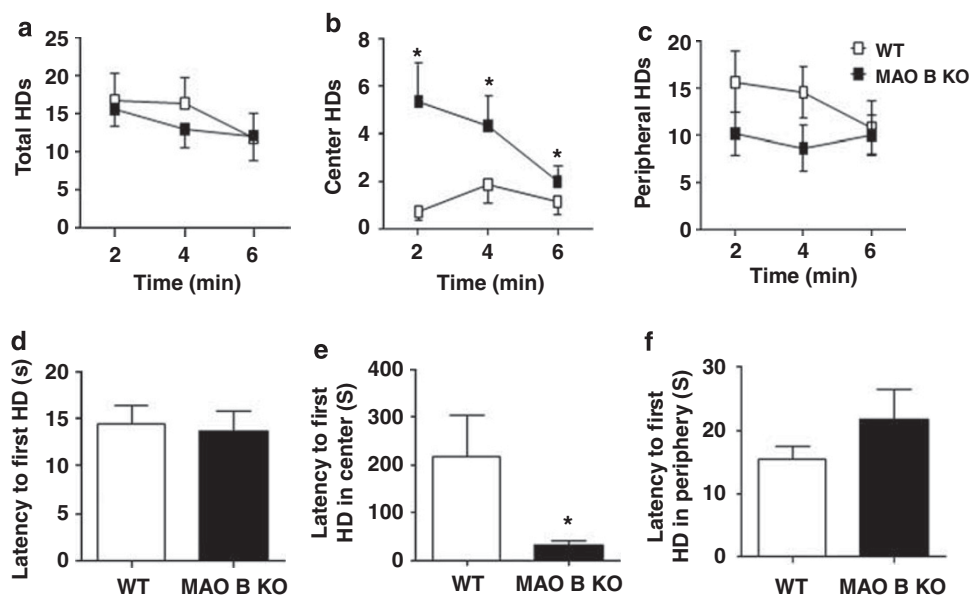 a
25
20
15
10
5
0
Total HDs
2 4 6
Time (min)
b
8
6
4
2
0
Center HDs
* * *
2 4 6
Time (min)
c
20
15
10
5
0
Peripheral HDs
WT
MAO B KO
2 4 6
Time (min)
d
20
15
10
5
0
Latency to first HD (s)
WT MAO B KO
e
400
300
200
100
0
Latency to first
HD in center (S)
*
WT MAO B KO
f
30
20
10
0
Latency to first
HD in periphery (S)
WT MAO B KO